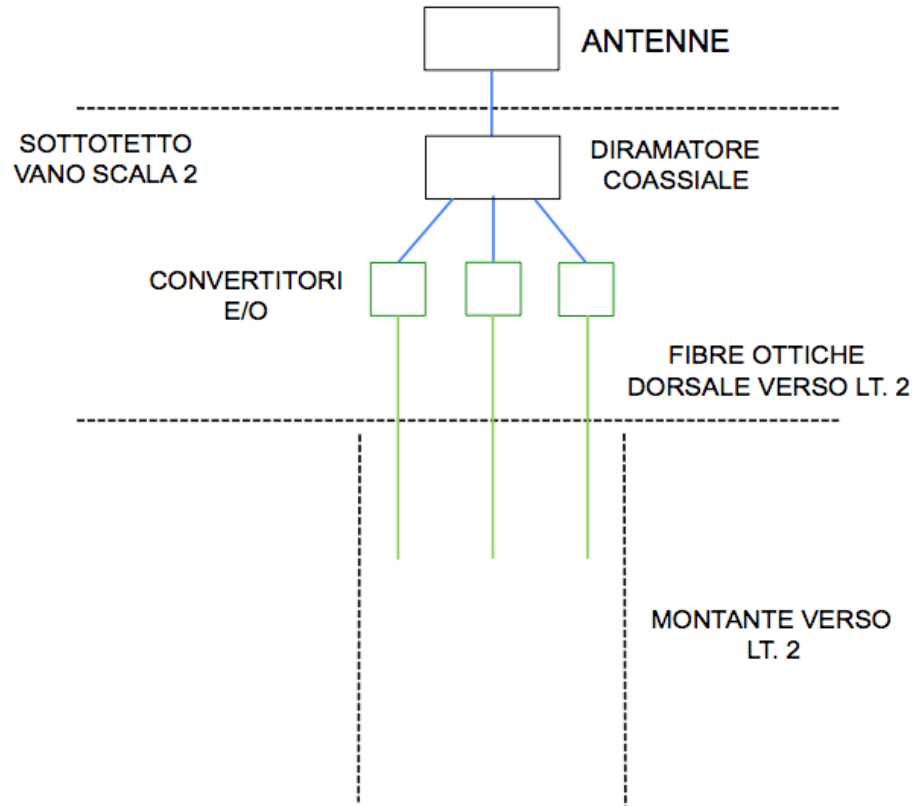 ANTENNE
SOTTOTETTO
VANO SCALA 2
DIRAMATORE
COASSIALE
CONVERTITORI
E/O
FIBRE OTTICHE
DORSALE VERSO LT. 2
MONTANTE VERSO
LT. 2